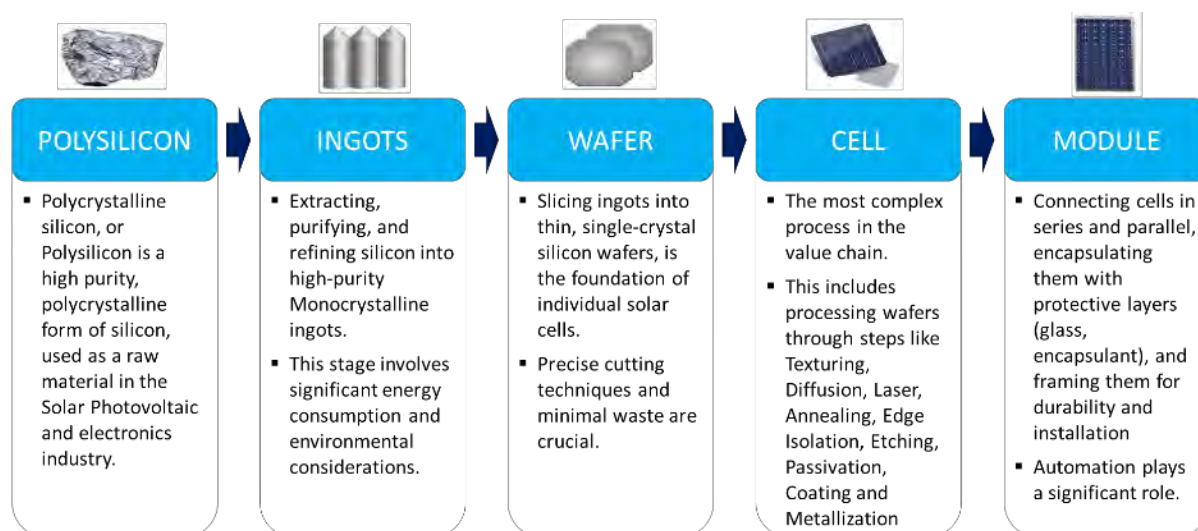 POLYSILICON
▪ Polycrystalline
silicon, or
Polysilicon is a
high purity,
polycrystalline
form of silicon,
used as a raw
material in the
Solar Photovoltaic
and electronics
industry.
INGOTS
▪ Extracting,
purifying, and
refining silicon into
high-purity
Monocrystalline
ingots.
▪ This stage involves
significant energy
consumption and
environmental
considerations.
WAFER
▪ Slicing ingots into
thin, single-crystal
silicon wafers, is
the foundation of
individual solar
cells.
▪ Precise cutting
techniques and
minimal waste are
crucial.
CELL
▪ The most complex
process in the
value chain.
▪ This includes
processing wafers
through steps like
Texturing,
Diffusion, Laser,
Annealing, Edge
Isolation, Etching,
Passivation,
Coating and
Metallization
MODULE
▪ Connecting cells in
series and parallel,
encapsulating
them with
protective layers
(glass,
encapsulant), and
framing them for
durability and
installation
▪ Automation plays
a significant role.